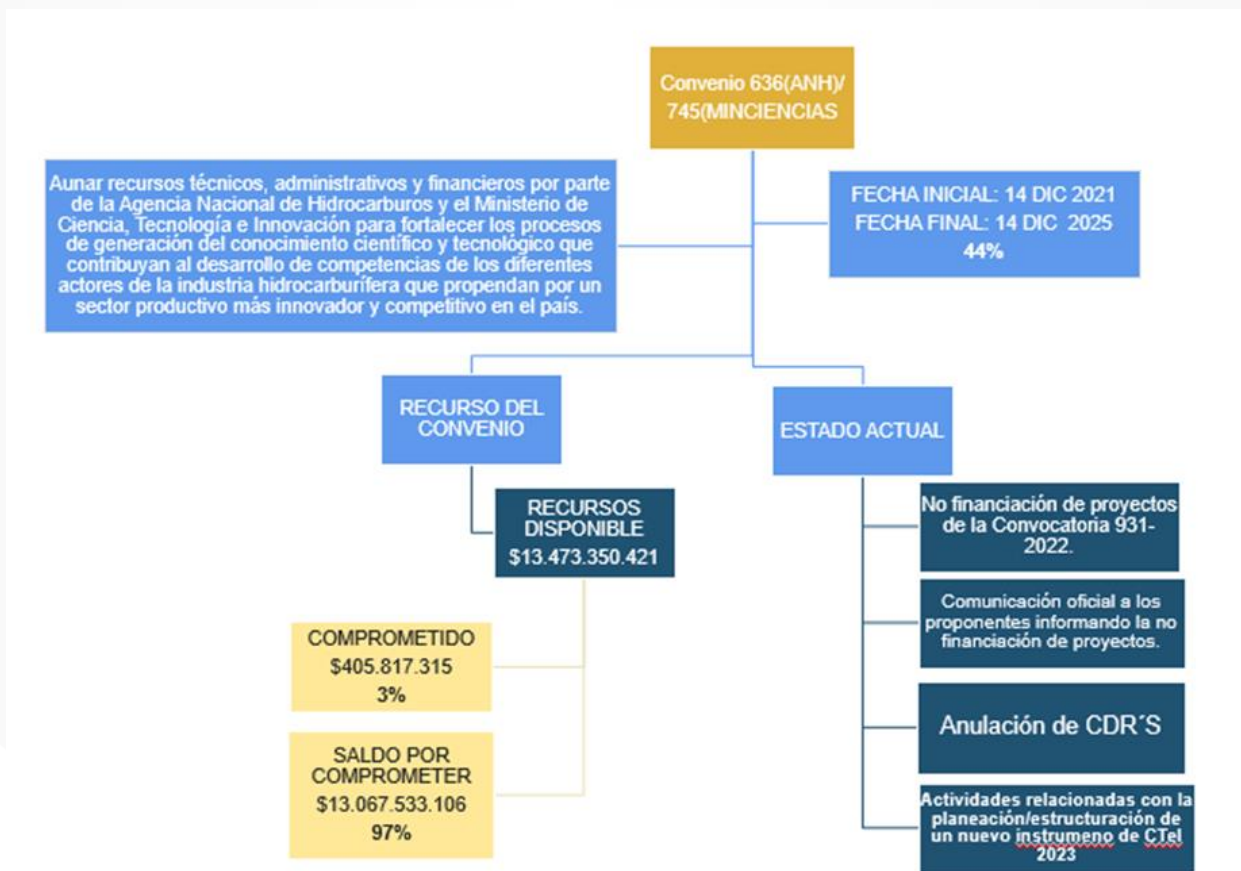 Convenio 636(ANH)/
745(MINCIENCIAS
Aunar recursos técnicos, administrativos y financieros por parte
de la Agencia Nacional de Hidrocarburos y el Ministerio de
Ciencia, Tecnología e Innovación para fortalecer los procesos
de generación del conocimiento científico y tecnológico que
contribuyan al desarrollo de competencias de los diferentes
actores de la industria hidrocarburífera que propendan por un
sector productivo más innovador y competitivo en el país.
FECHA INICIAL: 14 DIC 2021
FECHA FINAL: 14 DIC 2025
44%
RECURSO DEL
CONVENIO
RECURSOS
DISPONIBLE
$13.473.350.421
COMPROMETIDO
$405.817.315
3%
SALDO POR
COMPROMETER
$13.067.533.106
97%
ESTADO ACTUAL
No financiación de proyectos
de la Convocatoria 931-
2022.
Comunicación oficial a los
proponentes informando la no
financiación de proyectos.
Anulación de CDR´S
Actividades relacionadas con la
planeación/estructuración de
un nuevo instrumeno de CTeI
2023